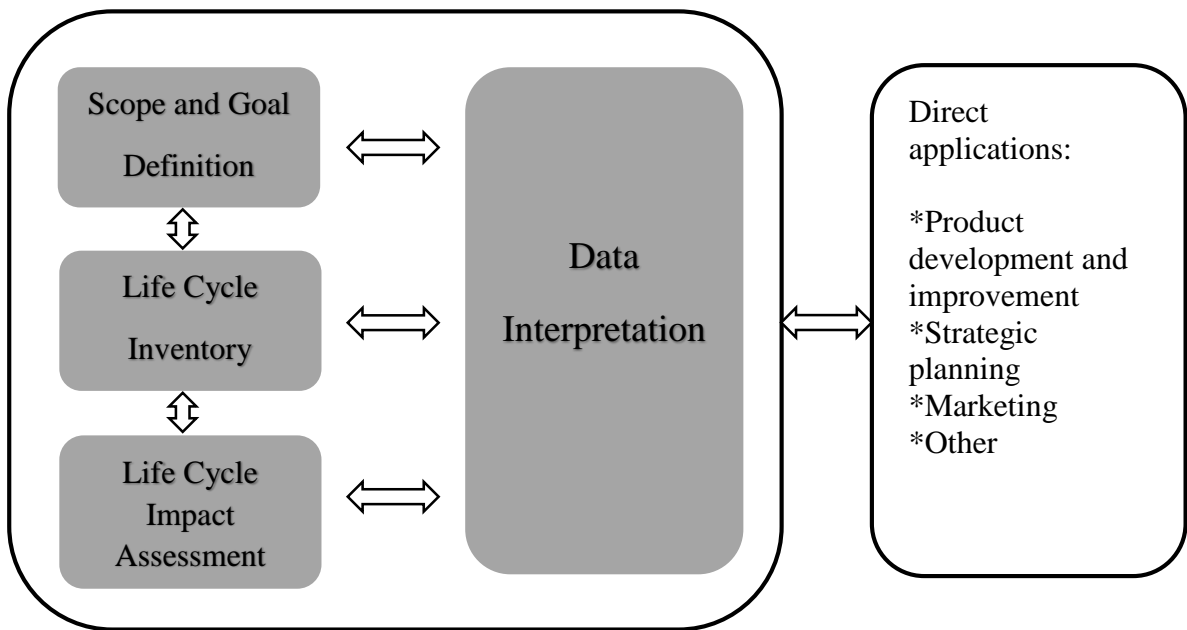 Scope and Goal
Definition
Life Cycle
Inventory
Life Cycle
Impact
Assessment
Data
Interpretation
Direct
applications:
*Product
development and
improvement
*Strategic
planning
*Marketing
*Other